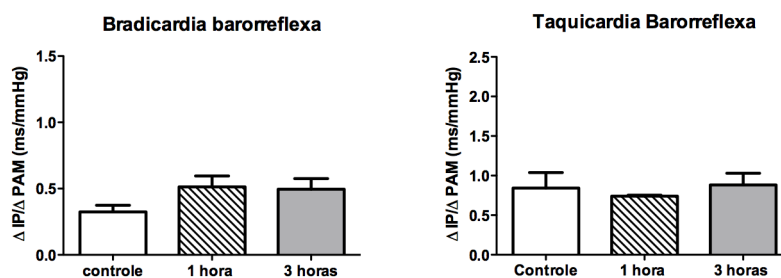 Bradicardia barorreflexa
Δ IP/Δ PAM (ms/mmHg)
1.5
1.0
0.5
0.0
controle 1 hora 3 horas
Taquicardia Barorreflexa
Δ IP/Δ PAM (ms/mmHg)
2.5
2.0
1.5
1.0
0.5
0.0
Controle 1 hora 3 horas